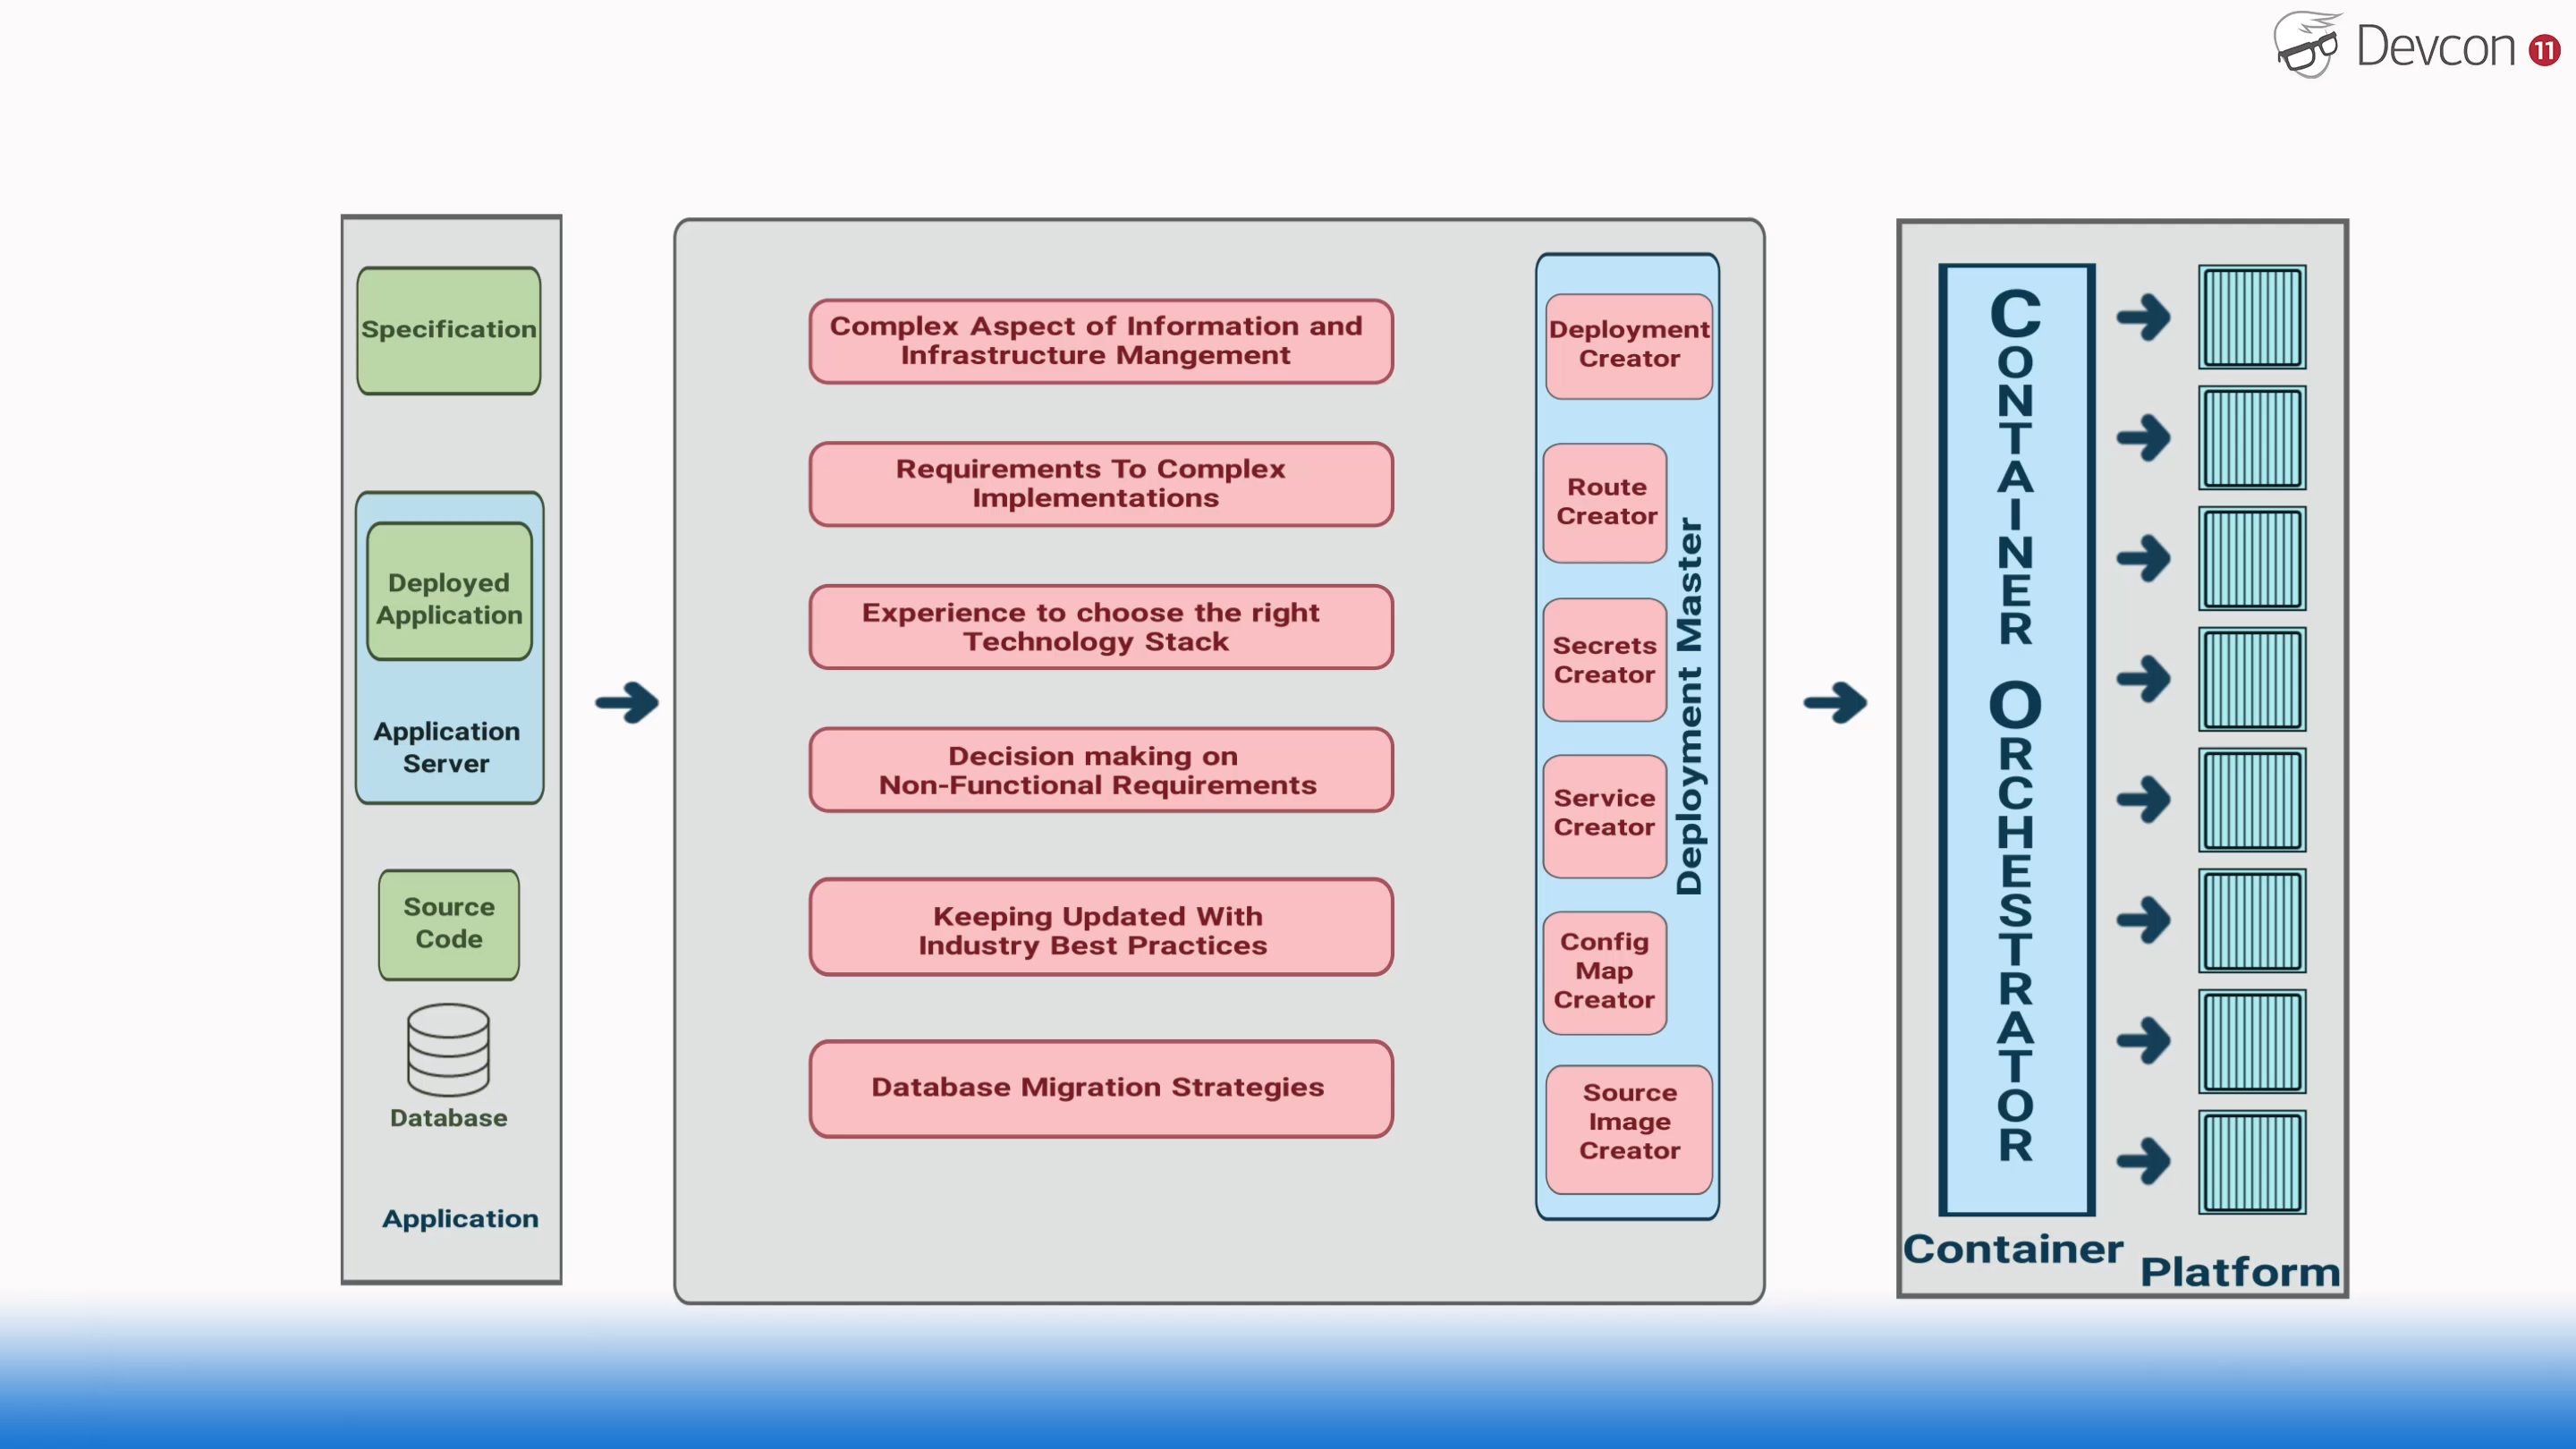 Devcon 11
Specification
Deployed
Application
Application
Server
Source
Code
Database
Application
Complex Aspect of Information and
Infrastructure Mangement
Requirements To Complex
Implementations
Experience to choose the right
Technology Stack
Decision making on
Non-Functional Requirements
Keeping Updated With
Industry Best Practices
Database Migration Strategies
Deployment
Creator
Route
Creator
Secrets
Creator
Service
Creator
Config
Map
Creator
Source
Image
Creator
Deployment Master
CONTAINER ORCHESTRATOR
Container
Platform